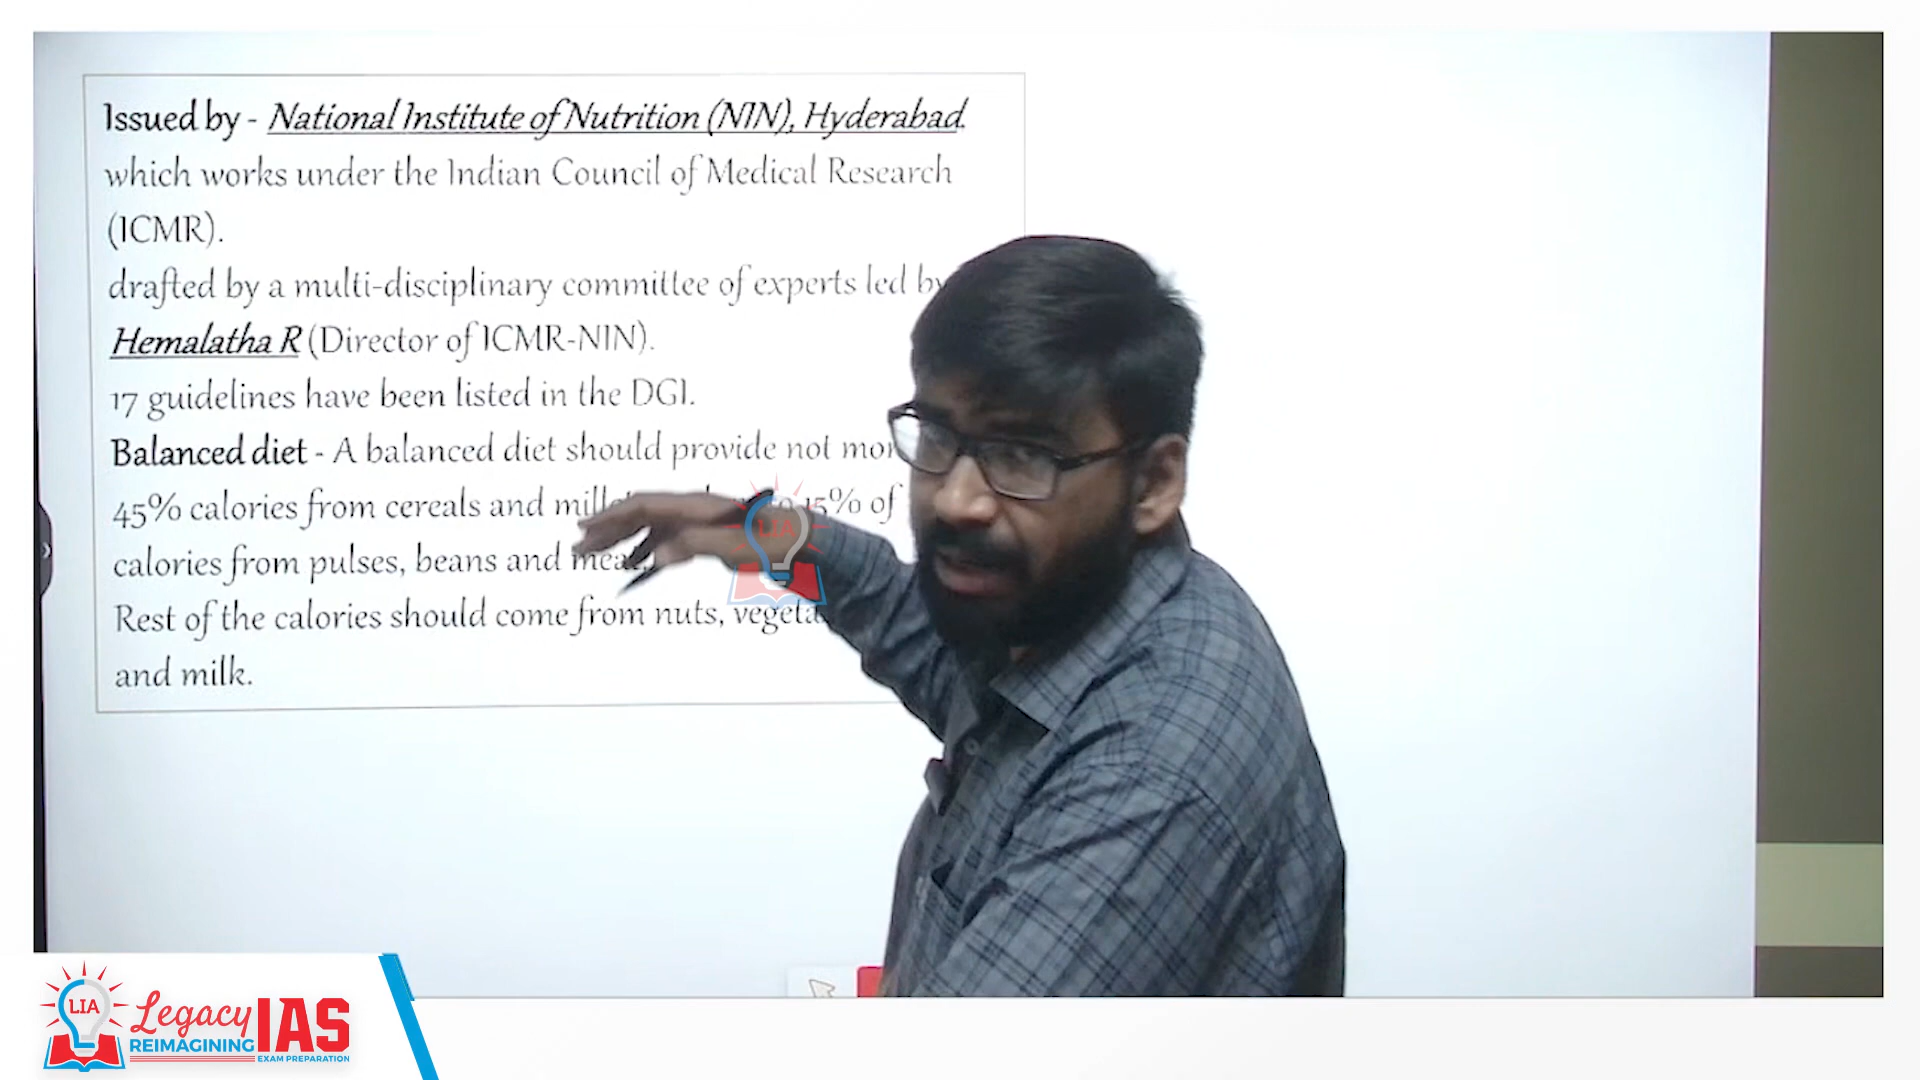 Issued by - National Institute of Nutrition (NIN), Hyderabad.
which works under the Indian Council of Medical Research
(ICMR).
drafted by a multi-disciplinary committee of experts led by
Hemalatha R (Director of ICMR-NIN).
17 guidelines have been listed in the DGI.
Balanced diet - A balanced diet should provide not
45% calories from cereals and 15% of
calories from pulses, beans and
Rest of the calories should come from nuts,
and milk.
LIA
LIA
Legacy IAS
REIMAGINING
EXAM PREPARATION